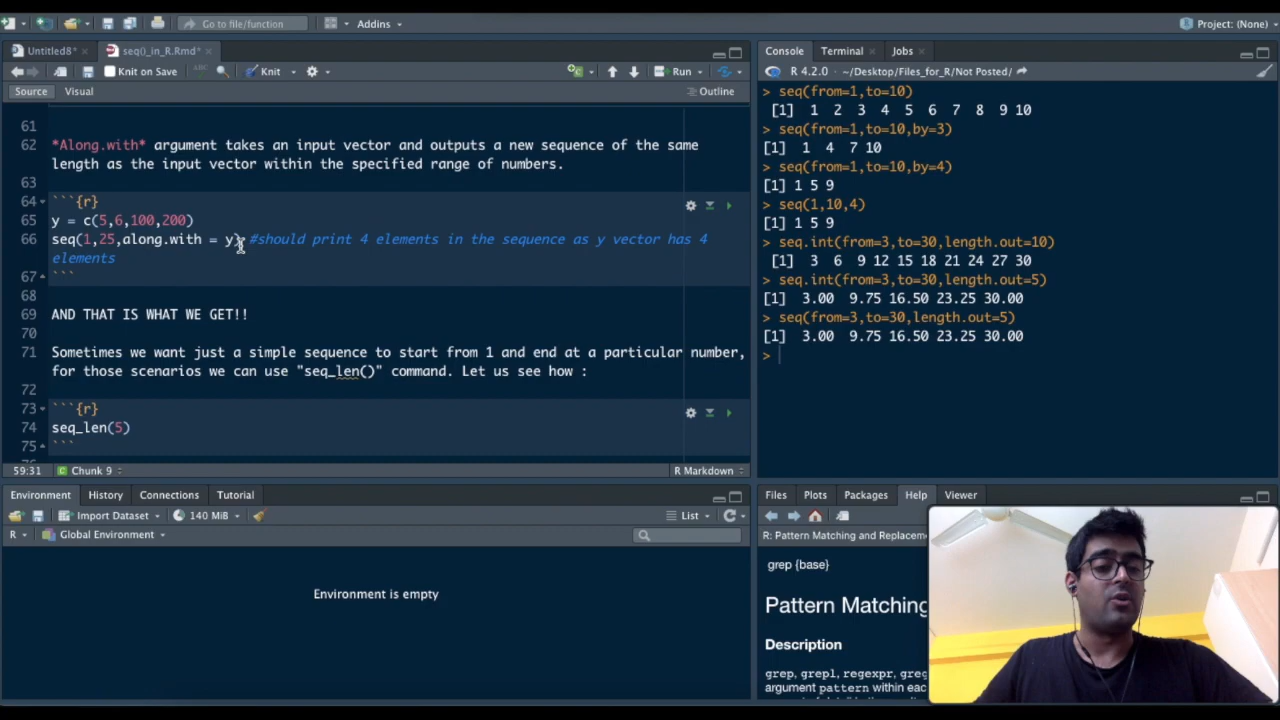 Go to file/function
Addins
Project: (None)
Untitled8*
seq()_in_R.Rmd*
Knit on Save
ABC
Knit
Run
Source
Visual
Outline
61
62 *Along.with* argument takes an input vector and outputs a new sequence of the same
length as the input vector within the specified range of numbers.
63
64 ```{r}
65 y = c(5,6,100,200)
66 seq(1,25,along.with = y) #should print 4 elements in the sequence as y vector has 4
elements
67 ```
68
69 AND THAT IS WHAT WE GET!!
70
71 Sometimes we want just a simple sequence to start from 1 and end at a particular number,
for those scenarios we can use "seq_len()" command. Let us see how :
72
73 ```{r}
74 seq_len(5)
75 ```
59:31 Chunk 9
R Markdown
Console Terminal Jobs
R 4.2.0 · ~/Desktop/Files_for_R/Not Posted/
> seq(from=1,to=10)
[1] 1 2 3 4 5 6 7 8 9 10
> seq(from=1,to=10,by=3)
[1] 1 4 7 10
> seq(from=1,to=10,by=4)
[1] 1 5 9
> seq(1,10,4)
[1] 1 5 9
> seq.int(from=3,to=30,length.out=10)
[1] 3 6 9 12 15 18 21 24 27 30
> seq.int(from=3,to=30,length.out=5)
[1] 3.00 9.75 16.50 23.25 30.00
> seq(from=3,to=30,length.out=5)
[1] 3.00 9.75 16.50 23.25 30.00
>
Environment History Connections Tutorial
Import Dataset
140 MiB
List
R
Global Environment
Environment is empty
Files Plots Packages Help Viewer
R: Pattern Matching and Replacem
grep {base}
Pattern Matching
Description
grep, grepl, regexpr, greg
argument pattern within each